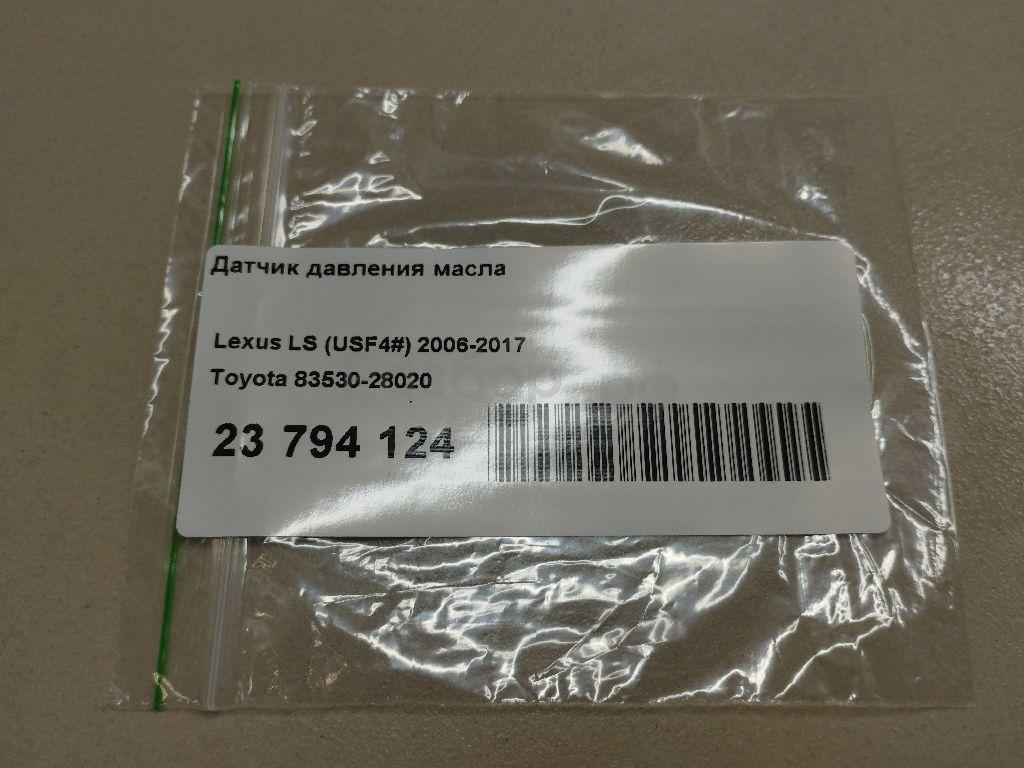 Датчик давления масла
Lexus LS (USF4#) 2006-2017
Toyota 83530-28020
23 794 124